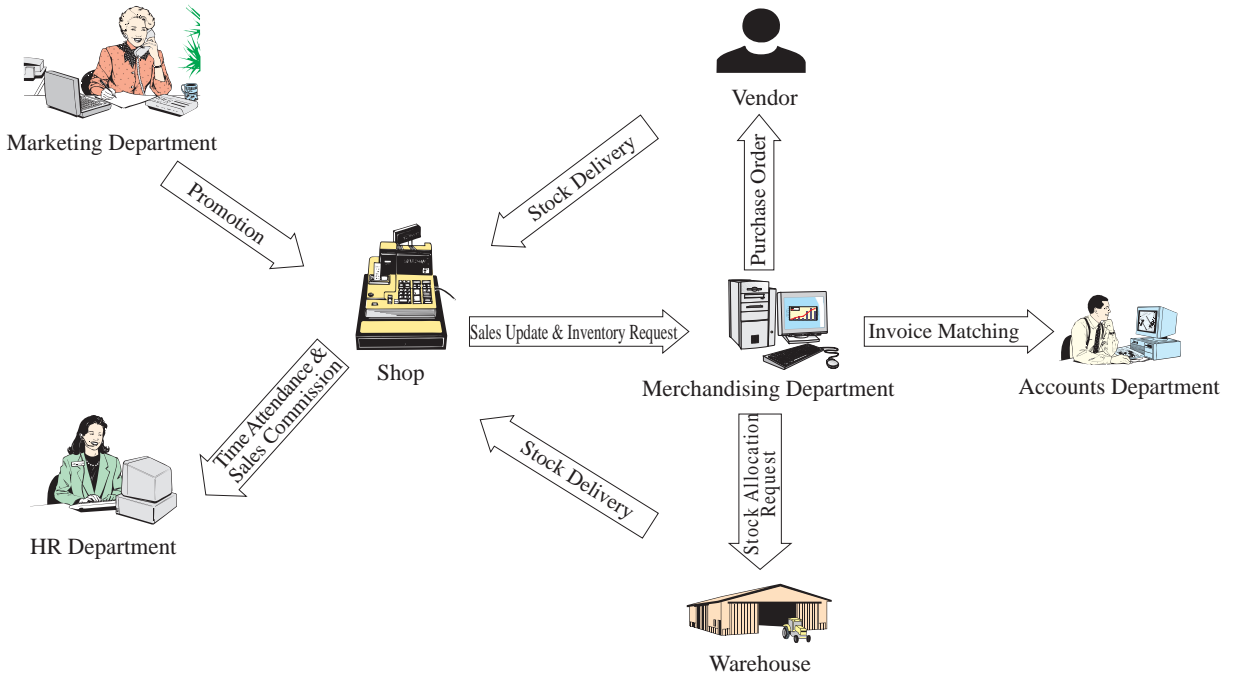 Marketing Department
Vendor
Promotion
Stock Delivery
Purchase Order
Shop
Sales Update & Inventory Request
Merchandising Department
Invoice Matching
Accounts Department
Time Attendance &
Sales Commission
HR Department
Stock Delivery
Stock Allocation
Request
Warehouse